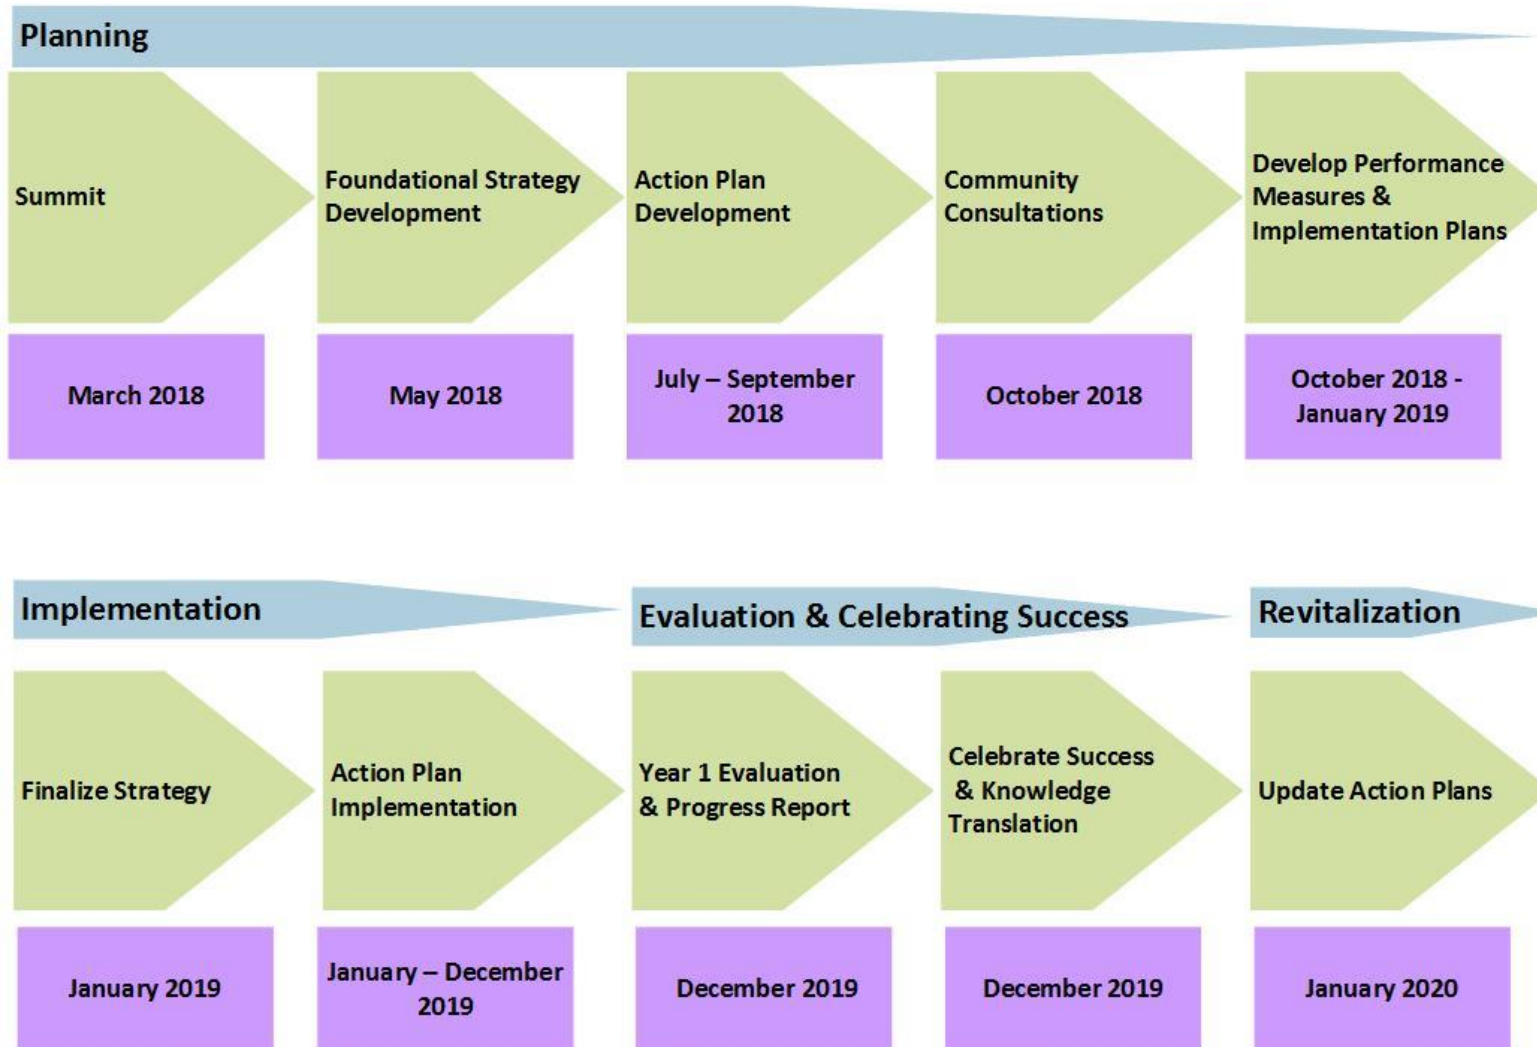 Planning
Summit
Foundational Strategy
Development
Action Plan
Development
Community
Consultations
Develop Performance
Measures &
Implementation Plans
March 2018
May 2018
July – September
2018
October 2018
October 2018 -
January 2019
Implementation
Evaluation & Celebrating Success
Revitalization
Finalize Strategy
Action Plan
Implementation
Year 1 Evaluation
& Progress Report
Celebrate Success
& Knowledge
Translation
Update Action Plans
January 2019
January – December
2019
December 2019
December 2019
January 2020